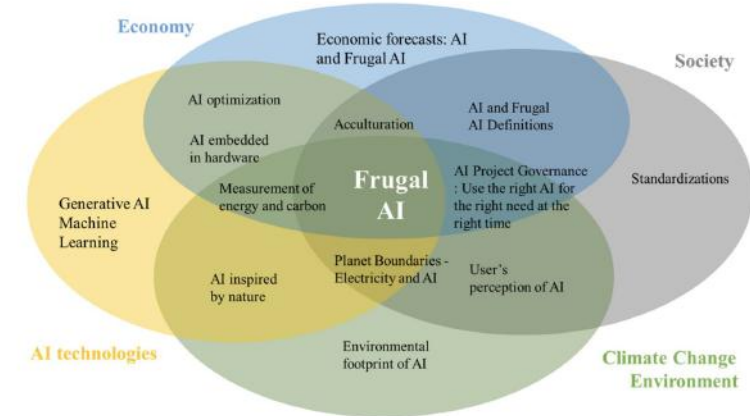 Economy
Economic forecasts: AI
and Frugal AI
Society
AI optimization
Acculturation
AI and Frugal
AI Definitions
AI embedded
in hardware
Measurement of
energy and carbon
Frugal
AI
AI Project Governance
: Use the right AI for
the right need at the
right time
Standardizations
Generative AI
Machine
Learning
Planet Boundaries -
Electricity and AI
User's
perception of AI
AI inspired
by nature
AI technologies
Environmental
footprint of AI
Climate Change
Environment